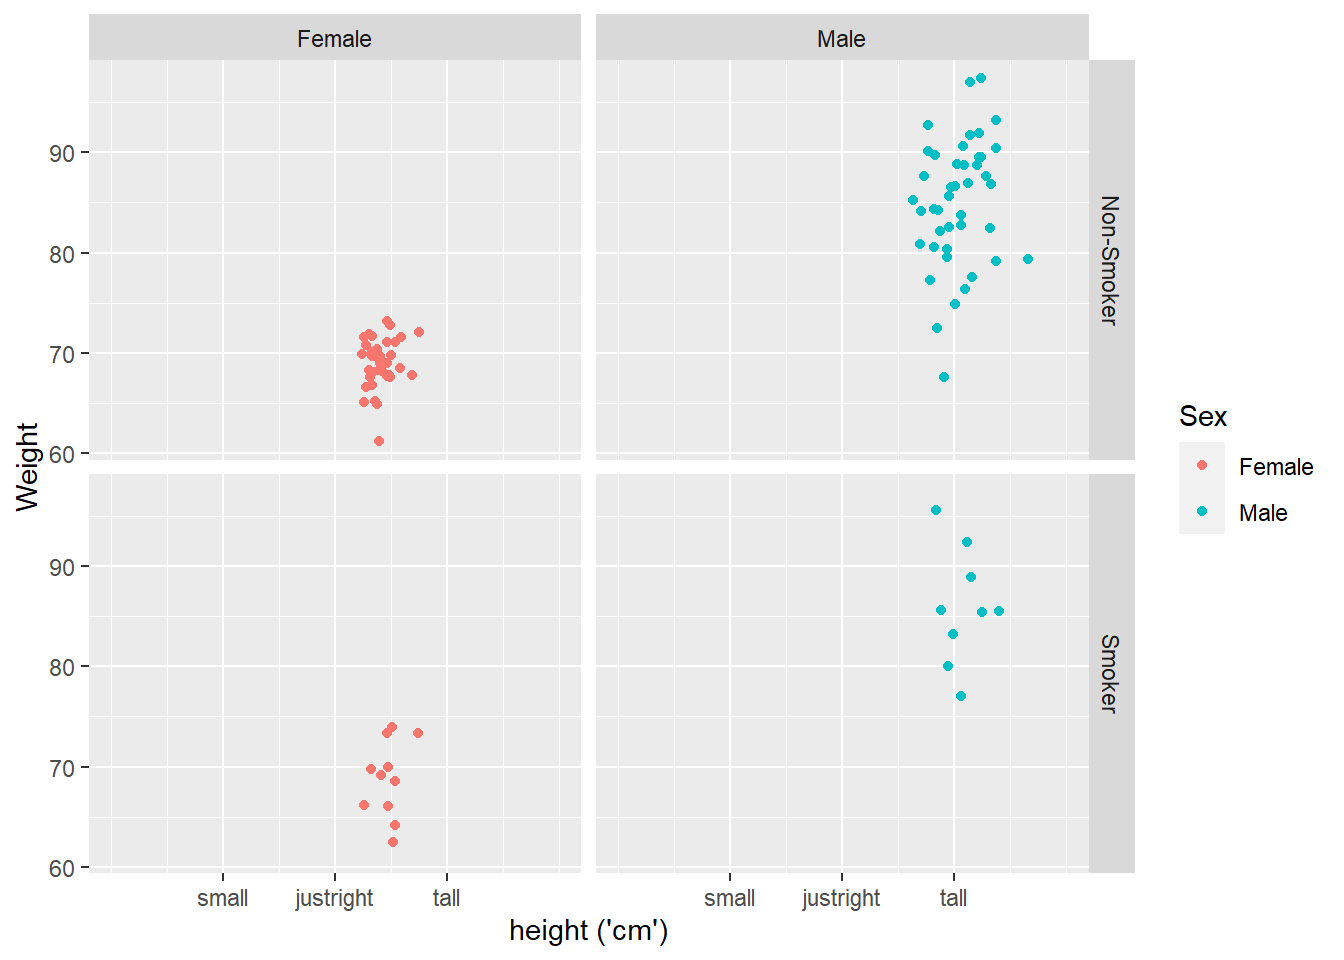 Female
Male
90
80
70
60
Non-Smoker
90
80
70
60
Smoker
small
justright
tall
small
justright
tall
height ('cm')
Weight
Sex
Female
Male